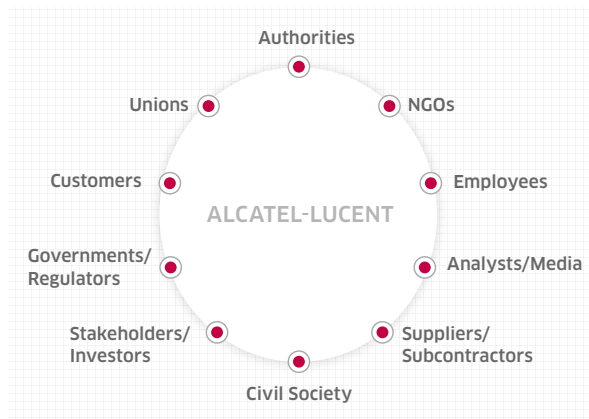 Authorities
Unions
NGOs
Customers
Employees
ALCATEL-LUCENT
Governments/
Regulators
Analysts/Media
Stakeholders/
Investors
Suppliers/
Subcontractors
Civil Society